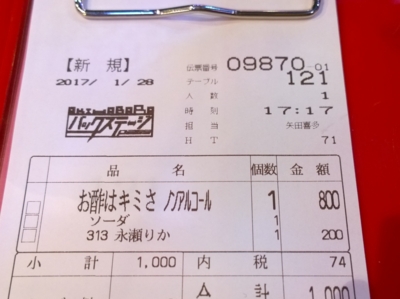 【新 規】
伝票番号 09870-01
2017/ 1/28
テーブル 121
人 数 1
AKIHABARA
バックステージ
時 刻 17:17
担 当 矢田喜多
HT 71
品 名 個数 金 額
お酢はキミさ ノンアルコール 1 800
ソーダ 1
313 永瀬りか 1 200
小 計 1,000 内 税 74
合 計 1,000